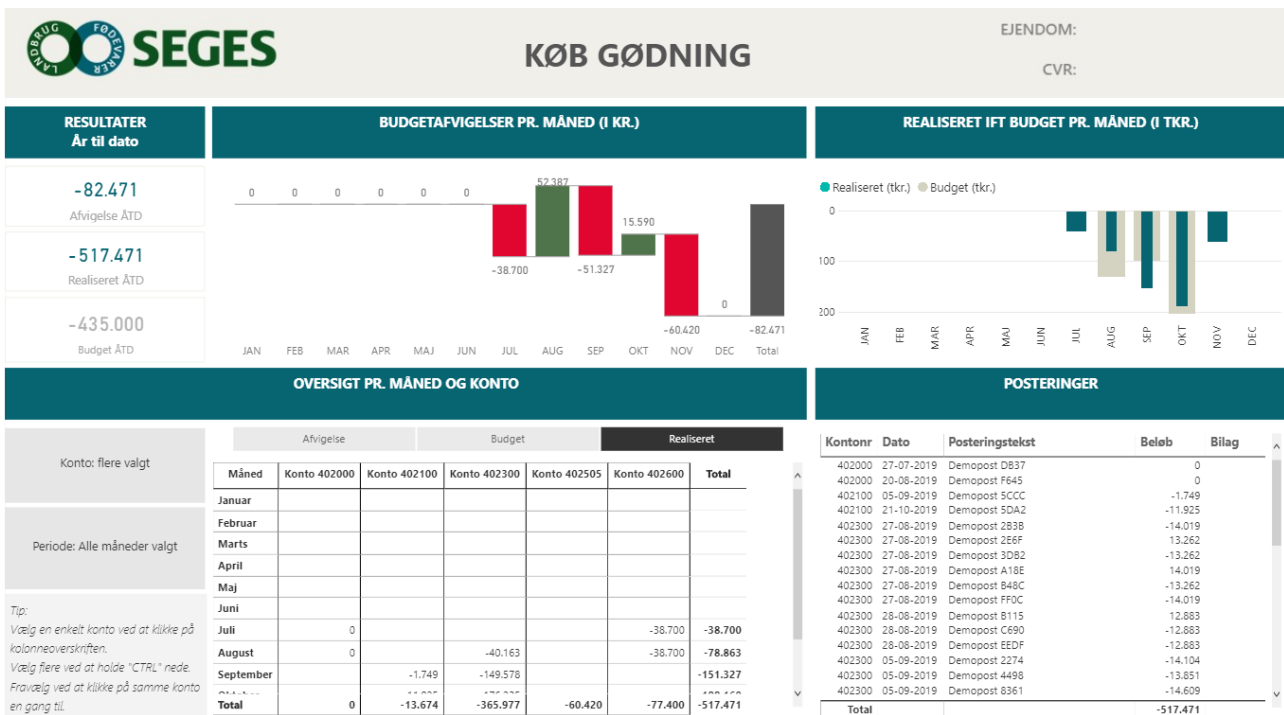 LANDBRUG FØDEVARER SEGES
KØB GØDNING
EJENDOM:
CVR:
RESULTATER
År til dato
-82.471
Afvigelse ÅTD
-517.471
Realiseret ÅTD
-435.000
Budget ÅTD
BUDGETAFVIGELSER PR. MÅNED (I KR.)
0 0 0 0 0 0 52.387
15.590
-38.700 -51.327
0
-60.420 -82.471
JAN FEB MAR APR MAJ JUN JUL AUG SEP OKT NOV DEC Total
REALISERET IFT BUDGET PR. MÅNED (I TKR.)
Realiseret (tkr.) Budget (tkr.)
0
100
200
JAN FEB MAR APR MAJ JUN JUL AUG SEP OKT NOV DEC
OVERSIGT PR. MÅNED OG KONTO
Konto: flere valgt
Periode: Alle måneder valgt
Tip:
Vælg en enkelt konto ved at klikke på
kolonneoverskriften.
Vælg flere ved at holde "CTRL" nede.
Fravælg ved at klikke på samme konto
en gang til.
Afvigelse Budget Realiseret
Måned Konto 402000 Konto 402100 Konto 402300 Konto 402505 Konto 402600 Total
Januar
Februar
Marts
April
Maj
Juni
Juli 0 -38.700 -38.700
August 0 -40.163 -38.700 -78.863
September -1.749 -149.578 -151.327
Total 0 -13.674 -365.977 -60.420 -77.400 -517.471
POSTERINGER
Kontonr Dato Posteringstekst Beløb Bilag
402000 27-07-2019 Demopost DB37 0
402000 20-08-2019 Demopost F645 0
402100 05-09-2019 Demopost 5CCC -1.749
402100 21-10-2019 Demopost 5DA2 -11.925
402300 27-08-2019 Demopost 2B3B -14.019
402300 27-08-2019 Demopost 2E6F 13.262
402300 27-08-2019 Demopost 3DB2 -13.262
402300 27-08-2019 Demopost A18E 14.019
402300 27-08-2019 Demopost B48C -13.262
402300 27-08-2019 Demopost FF0C -14.019
402300 28-08-2019 Demopost B115 12.883
402300 28-08-2019 Demopost C690 -12.883
402300 28-08-2019 Demopost EEDF -12.883
402300 05-09-2019 Demopost 2274 -14.104
402300 05-09-2019 Demopost 4498 -13.851
402300 05-09-2019 Demopost 8361 -14.609
Total -517.471